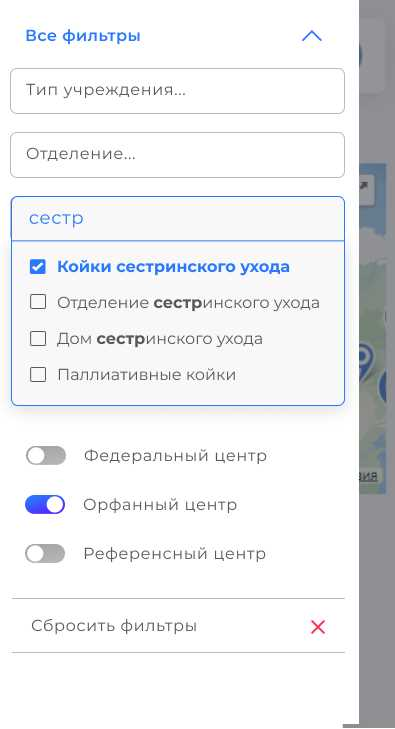 Все фильтры
Тип учреждения...
Отделение...
сестр
Койки сестринского ухода
Отделение сестринского ухода
Дом сестринского ухода
Паллиативные койки
Федеральный центр
Орфанный центр
Референсный центр
Сбросить фильтры